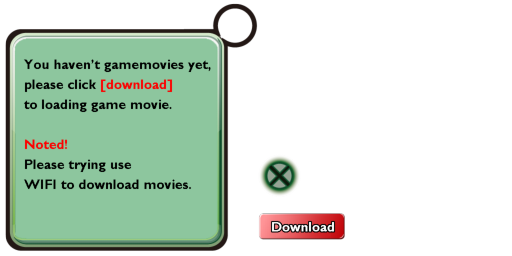 You haven't gamemovies yet,
please click [download]
to loading game movie.
Noted!
Please trying use
WIFI to download movies.
Download